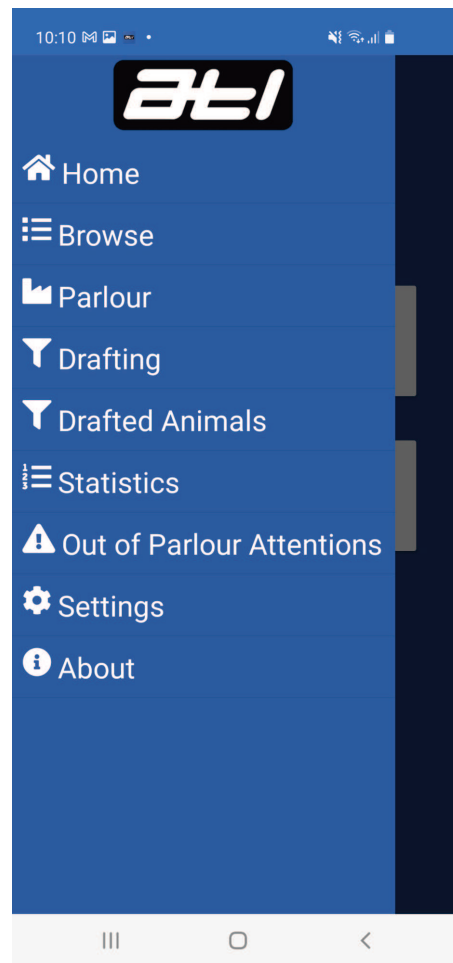 10:10
atl
Home
Browse
Parlour
Drafting
Drafted Animals
Statistics
Out of Parlour Attentions
Settings
About